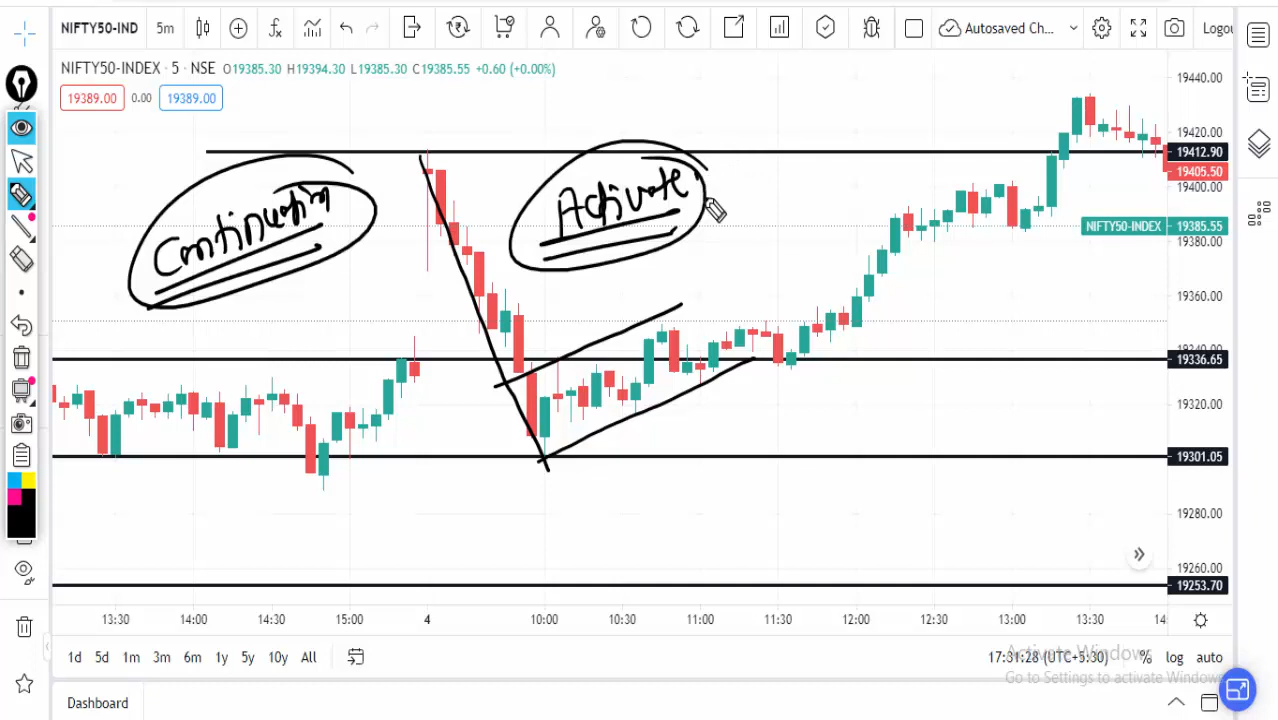 NIFTY50-IND 5m Autosaved Ch... Logou
NIFTY50-INDEX · 5 · NSE O19385.30 H19394.30 L19385.30 C19385.55 +0.60 (+0.00%)
19389.00 0.00 19389.00
19440.00
19420.00
19412.90
19405.50
19400.00
NIFTY50-INDEX 19385.55
19380.00
19360.00
19336.65
19320.00
19301.05
19280.00
19260.00
19253.70
Continuation
Activate
13:30 14:00 14:30 15:00 4 10:00 10:30 11:00 11:30 12:00 12:30 13:00 13:30 14:
1d 5d 1m 3m 6m 1y 5y 10y All 17:31:28 (UTC+5:30) % log auto
Activate Windows
Go to Settings to activate Windows
Dashboard